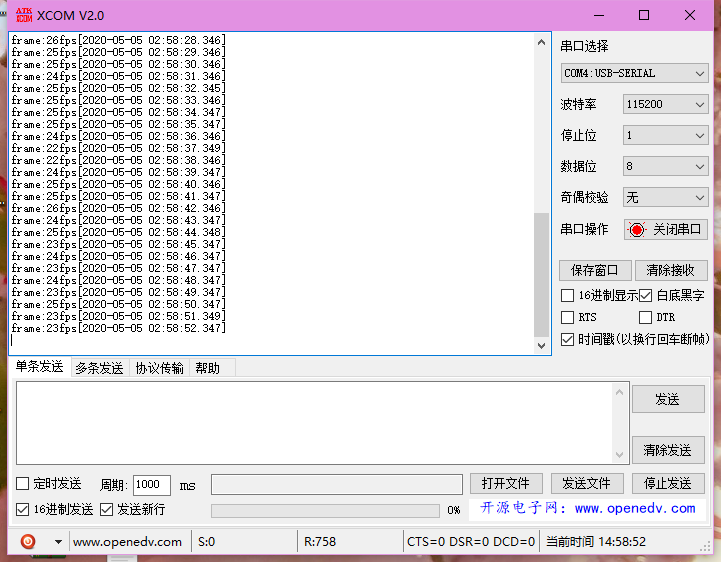 ATK XCOM XCOM V2.0
frame:26fps[2020-05-05 02:58:28.346]
frame:25fps[2020-05-05 02:58:29.346]
frame:25fps[2020-05-05 02:58:30.346]
frame:24fps[2020-05-05 02:58:31.346]
frame:25fps[2020-05-05 02:58:32.345]
frame:25fps[2020-05-05 02:58:33.346]
frame:25fps[2020-05-05 02:58:34.347]
frame:25fps[2020-05-05 02:58:35.347]
frame:24fps[2020-05-05 02:58:36.346]
frame:22fps[2020-05-05 02:58:37.349]
frame:22fps[2020-05-05 02:58:38.346]
frame:24fps[2020-05-05 02:58:39.347]
frame:25fps[2020-05-05 02:58:40.346]
frame:25fps[2020-05-05 02:58:41.347]
frame:26fps[2020-05-05 02:58:42.346]
frame:24fps[2020-05-05 02:58:43.347]
frame:25fps[2020-05-05 02:58:44.348]
frame:23fps[2020-05-05 02:58:45.347]
frame:24fps[2020-05-05 02:58:46.347]
frame:23fps[2020-05-05 02:58:47.347]
frame:24fps[2020-05-05 02:58:48.347]
frame:23fps[2020-05-05 02:58:49.347]
frame:25fps[2020-05-05 02:58:50.347]
frame:23fps[2020-05-05 02:58:51.349]
frame:23fps[2020-05-05 02:58:52.347]
串口选择
COM4:USB-SERIAL
波特率 115200
停止位 1
数据位 8
奇偶校验 无
串口操作 关闭串口
保存窗口 清除接收
16进制显示 白底黑字
RTS DTR
时间戳(以换行回车断帧)
单条发送 多条发送 协议传输 帮助
发送
清除发送
定时发送 周期: 1000 ms 打开文件 发送文件 停止发送
16进制发送 发送新行 0% 开源电子网：www.openedv.com
www.openedv.com S:0 R:758 CTS=0 DSR=0 DCD=0 当前时间 14:58:52